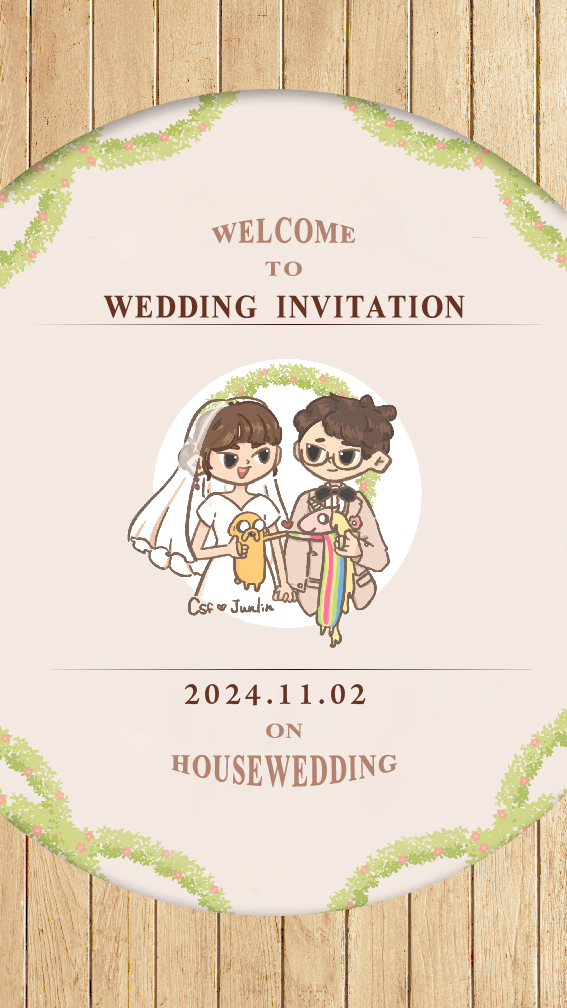 WELCOME
TO
WEDDING INVITATION
Csf ♥ Junlin
2024.11.02
ON
HOUSEWEDDING